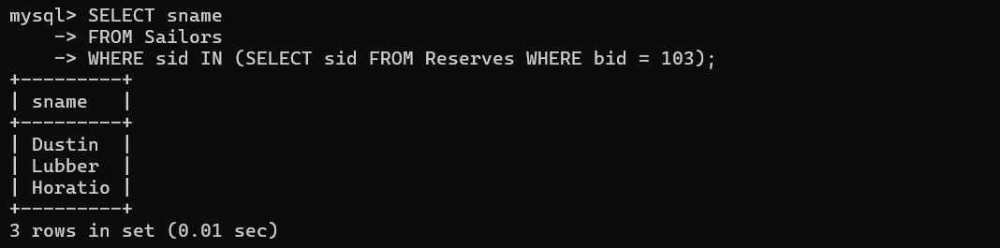 mysql> SELECT sname
    -> FROM Sailors
    -> WHERE sid IN (SELECT sid FROM Reserves WHERE bid = 103);
+---------+
| sname   |
+---------+
| Dustin  |
| Lubber  |
| Horatio |
+---------+
3 rows in set (0.01 sec)